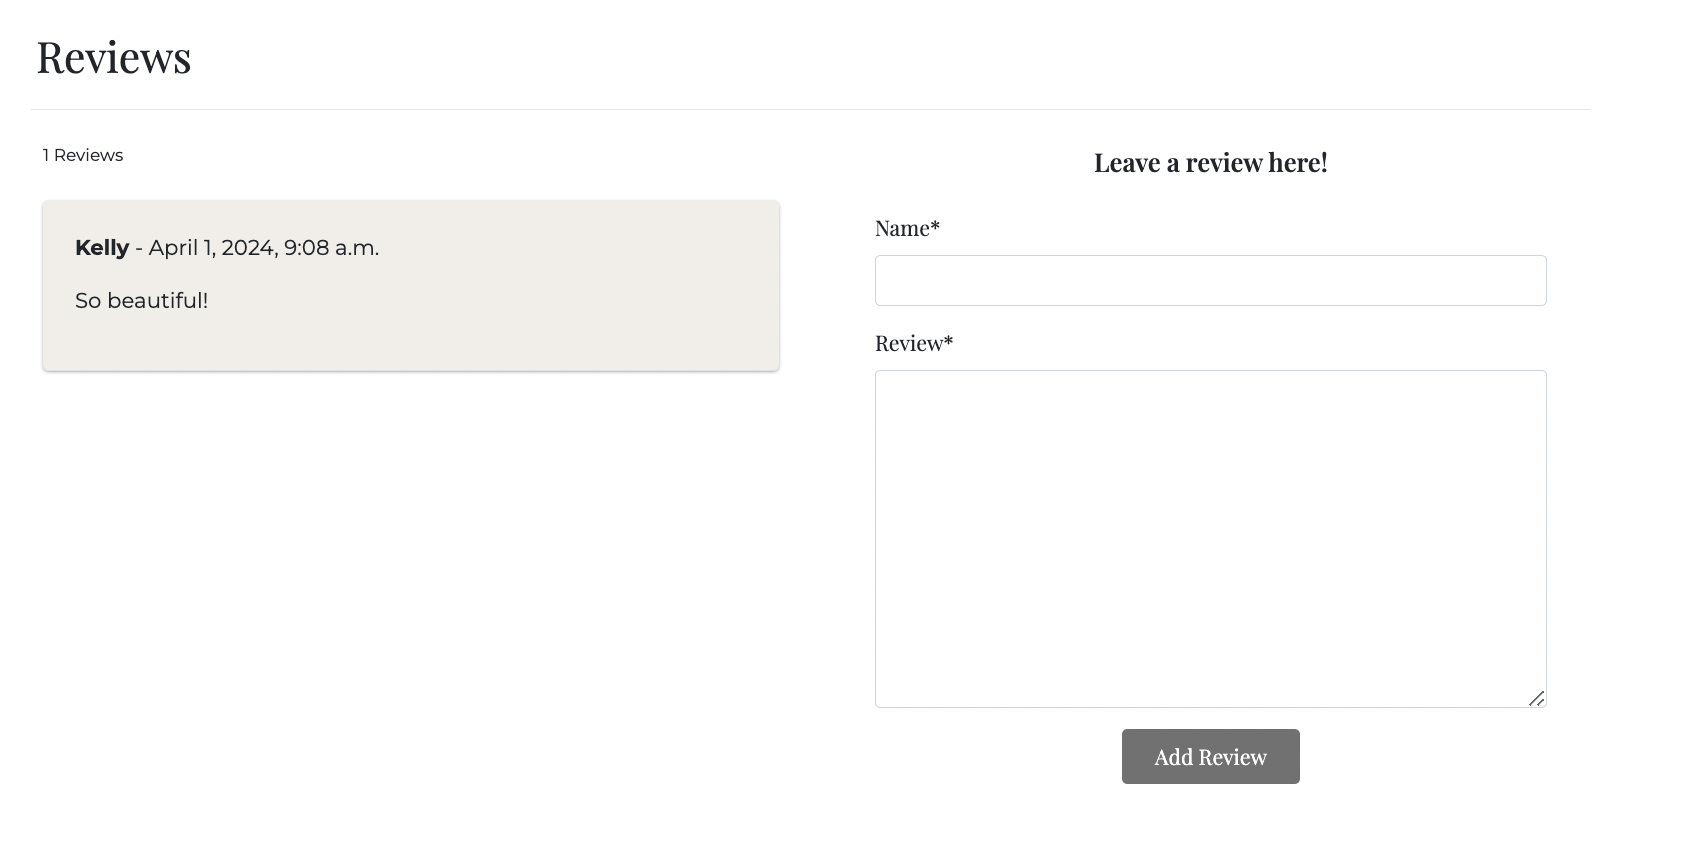 Reviews
1 Reviews
Kelly - April 1, 2024, 9:08 a.m.
So beautiful!
Leave a review here!
Name*
Review*
Add Review